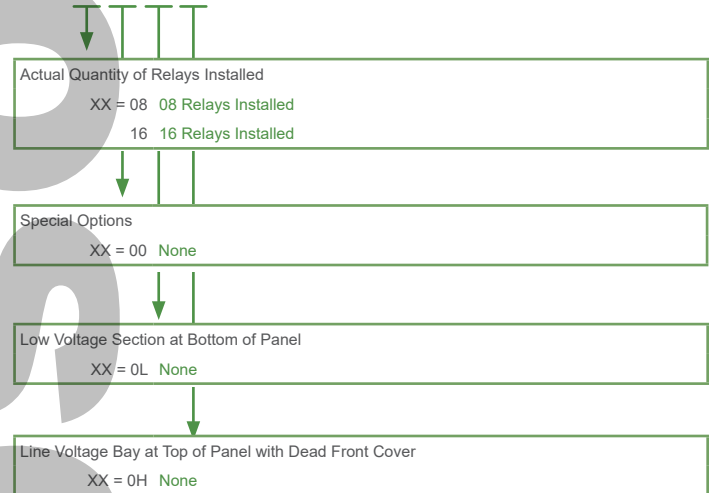 Actual Quantity of Relays Installed
XX = 08 08 Relays Installed
16 16 Relays Installed
Special Options
XX = 00 None
Low Voltage Section at Bottom of Panel
XX = 0L None
Line Voltage Bay at Top of Panel with Dead Front Cover
XX = 0H None